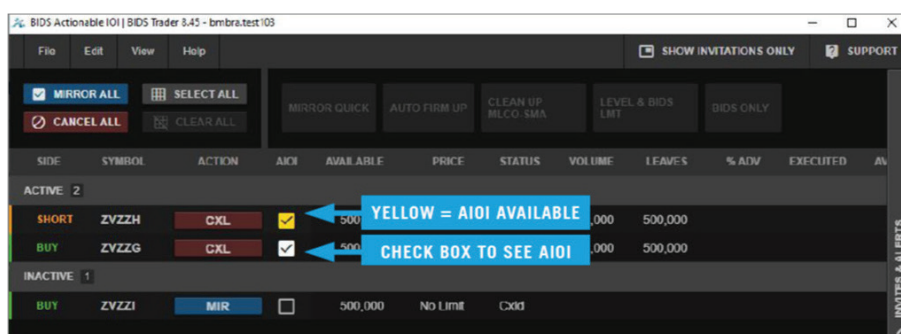 BIDS Actionable IOI | BIDS Trader 8.45 - bmbra.test103
File Edit View Help SHOW INVITATIONS ONLY SUPPORT
MIRROR ALL SELECT ALL
CANCEL ALL CLEAR ALL
MIRROR QUICK AUTO FIRM UP CLEAN UP MLCO-SMA LEVEL & BIDS LMT BIDS ONLY
SIDE SYMBOL ACTION AIOI AVAILABLE PRICE STATUS VOLUME LEAVES % ADV EXECUTED AV
ACTIVE 2
SHORT ZVZZH CXL 500 YELLOW = AIOI AVAILABLE ,000 500,000
BUY ZVZZG CXL 500 CHECK BOX TO SEE AIOI ,000 500,000
INACTIVE 1
BUY ZVZZI MIR 500,000 No Limit Cxld
INVITES & ALERTS